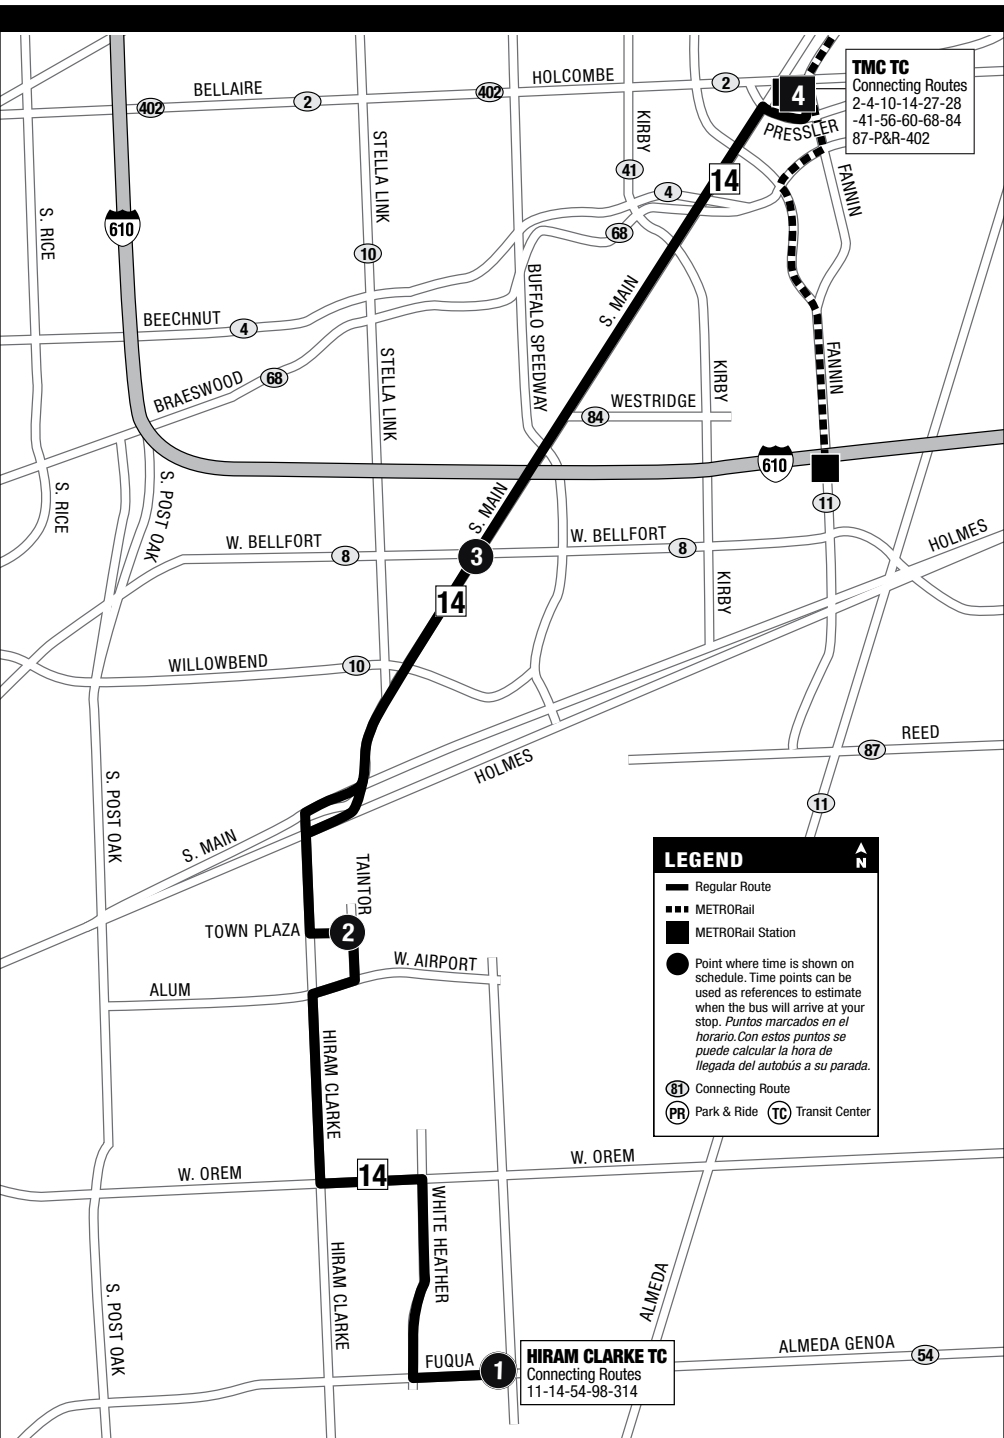 TMC TC
Connecting Routes
2-4-10-14-27-28
-41-56-60-68-84
87-P&R-402
HOLCOMBE
2
4
BELLAIRE
402
2
402
PRESSLER
KIRBY
STELLA LINK
41
14
4
FANNIN
S. RICE
610
68
10
BUFFALO SPEEDWAY
S. MAIN
BEECHNUT
4
FANNIN
STELLA LINK
KIRBY
BRAESWOOD
68
WESTRIDGE
84
610
S. RICE
S. POST OAK
S. MAIN
11
W. BELLFORT
8
3
W. BELLFORT
8
HOLMES
KIRBY
14
WILLOWBEND
10
REED
87
HOLMES
S. POST OAK
11
S. MAIN
TAINTOR
TOWN PLAZA
2
W. AIRPORT
ALUM
HIRAM CLARKE
LEGEND
N
Regular Route
METRORail
METRORail Station
Point where time is shown on
schedule. Time points can be
used as references to estimate
when the bus will arrive at your
stop. Puntos marcados en el
horario.Con estos puntos se
puede calcular la hora de
llegada del autobús a su parada.
81 Connecting Route
PR Park & Ride TC Transit Center
W. OREM
14
W. OREM
WHITE HEATHER
HIRAM CLARKE
S. POST OAK
ALMEDA
FUQUA
1
HIRAM CLARKE TC
Connecting Routes
11-14-54-98-314
ALMEDA GENOA
54